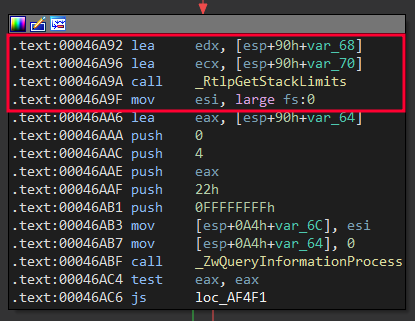 .text:00046A92 lea edx, [esp+90h+var_68]
.text:00046A96 lea ecx, [esp+90h+var_70]
.text:00046A9A call _RtlpGetStackLimits
.text:00046A9F mov esi, large fs:0
.text:00046AA6 lea eax, [esp+90h+var_64]
.text:00046AAA push 0
.text:00046AAC push 4
.text:00046AAE push eax
.text:00046AAF push 22h
.text:00046AB1 push 0FFFFFFFFh
.text:00046AB3 mov [esp+0A4h+var_6C], esi
.text:00046AB7 mov [esp+0A4h+var_64], 0
.text:00046ABF call _ZwQueryInformationProcess
.text:00046AC4 test eax, eax
.text:00046AC6 js loc_AF4F1